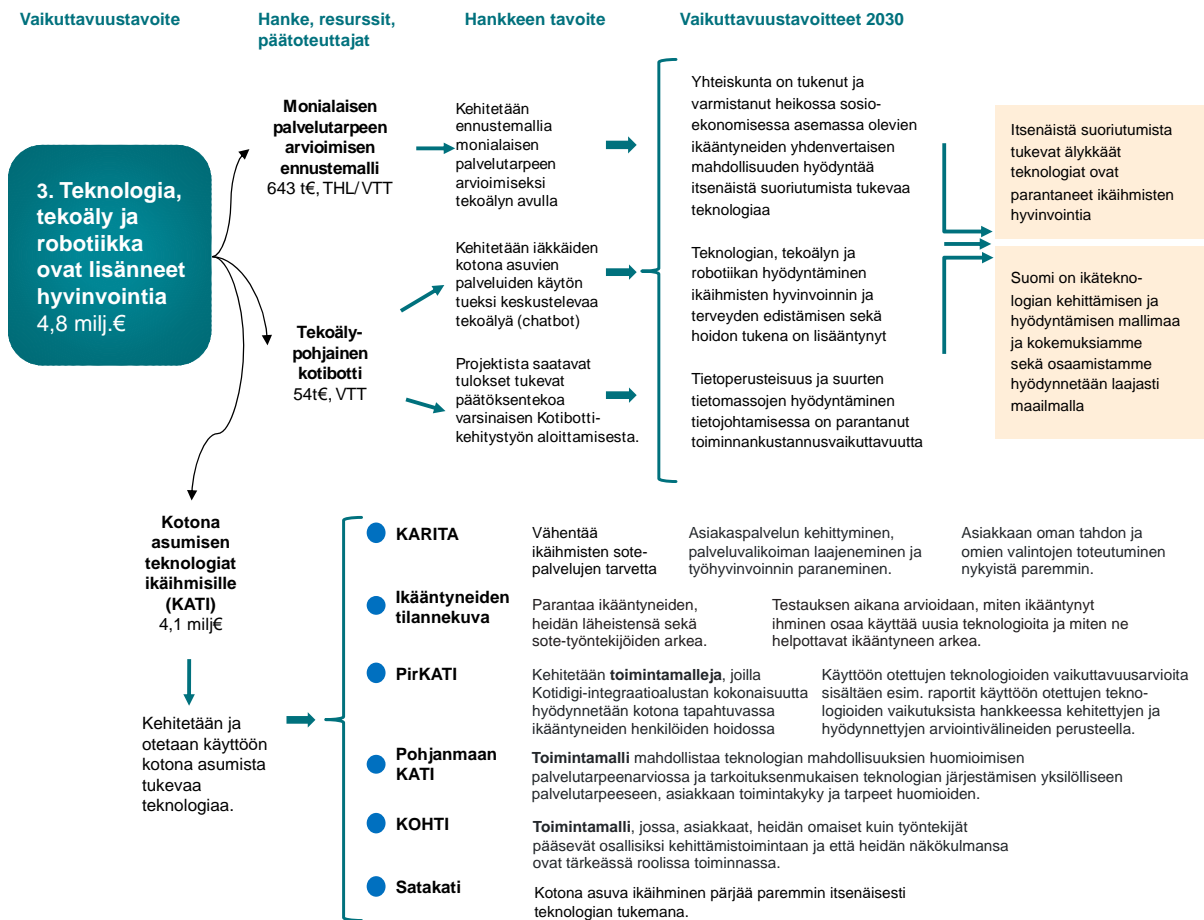 Vaikuttavuustavoite
Hanke, resurssit,
päätoteuttajat
Hankkeen tavoite
Vaikuttavuustavoitteet 2030
3. Teknologia,
tekoäly ja
robotiikka
ovat lisänneet
hyvinvointia
4,8 milj.€
Monialaisen
palvelutarpeen
arvioimisen
ennustemalli
643 t€, THL/ VTT
Kehitetään
ennustemallia
monialaisen
palvelutarpeen
arvioimiseksi
tekoälyn avulla
Tekoäly-
pohjainen
kotibotti
54t€, VTT
Kehitetään iäkkäiden
kotona asuvien
palveluiden käytön
tueksi keskustelevaa
tekoälyä (chatbot)
Projektista saatavat
tulokset tukevat
päätöksentekoa
varsinaisen Kotibotti-
kehitystyön aloittamisesta.
Yhteiskunta on tukenut ja
varmistanut heikossa sosio-
ekonomisessa asemassa olevien
ikääntyneiden yhdenvertaisen
mahdollisuuden hyödyntää
itsenäistä suoriutumista tukevaa
teknologiaa
Teknologian, tekoälyn ja
robotiikan hyödyntäminen
ikäihmisten hyvinvoinnin ja
terveyden edistämisen sekä
hoidon tukena on lisääntynyt
Tietoperusteisuus ja suurten
tietomassojen hyödyntäminen
tietojohtamisessa on parantanut
toiminnankustannusvaikuttavuutta
Itsenäistä suoriutumista
tukevat älykkäät
teknologiat ovat
parantaneet ikäihmisten
hyvinvointia
Suomi on ikätekno-
logian kehittämisen ja
hyödyntämisen mallimaa
ja kokemuksiamme
sekä osaamistamme
hyödynnetään laajasti
maailmalla
Kotona
asumisen
teknologiat
ikäihmisille
(KATI)
4,1 milj€
Kehitetään ja
otetaan käyttöön
kotona asumista
tukevaa
teknologiaa.
KARITA
Vähentää
ikäihmisten sote-
palvelujen tarvetta
Asiakaspalvelun kehittyminen,
palveluvalikoiman laajeneminen ja
työhyvinvoinnin paraneminen.
Asiakkaan oman tahdon ja
omien valintojen toteutuminen
nykyistä paremmin.
Ikääntyneiden
tilannekuva
Parantaa ikääntyneiden,
heidän läheistensä sekä
sote-työntekijöiden arkea.
Testauksen aikana arvioidaan, miten ikääntynyt
ihminen osaa käyttää uusia teknologioita ja miten ne
helpottavat ikääntyneen arkea.
PirKATI
Kehitetään toimintamalleja, joilla
Kotidigi-integraatioalustan kokonaisuutta
hyödynnetään kotona tapahtuvassa
ikääntyneiden henkilöiden hoidossa
Käyttöön otettujen teknologioiden vaikuttavuusarvioita
sisältäen esim. raportit käyttöön otettujen tekno-
logioiden vaikutuksista hankkeessa kehitettyjen ja
hyödynnettyjen arviointivälineiden perusteella.
Pohjanmaan
KATI
Toimintamalli mahdollistaa teknologian mahdollisuuksien huomioimisen
palvelutarpeenarviossa ja tarkoituksenmukaisen teknologian järjestämisen yksilölliseen
palvelutarpeeseen, asiakkaan toimintakyky ja tarpeet huomioiden.
KOHTI
Toimintamalli, jossa, asiakkaat, heidän omaiset kuin työntekijät
pääsevät osallisiksi kehittämistoimintaan ja että heidän näkökulmansa
ovat tärkeässä roolissa toiminnassa.
Satakati
Kotona asuva ikäihminen pärjää paremmin itsenäisesti
teknologian tukemana.